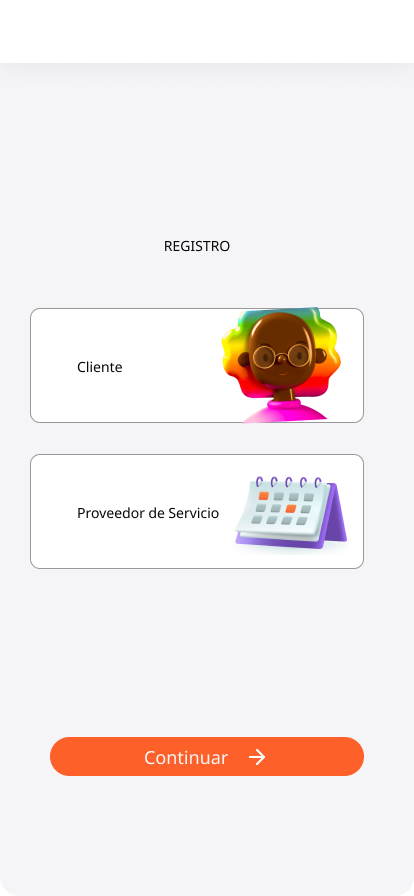 REGISTRO
Cliente
Proveedor de Servicio
Continuar